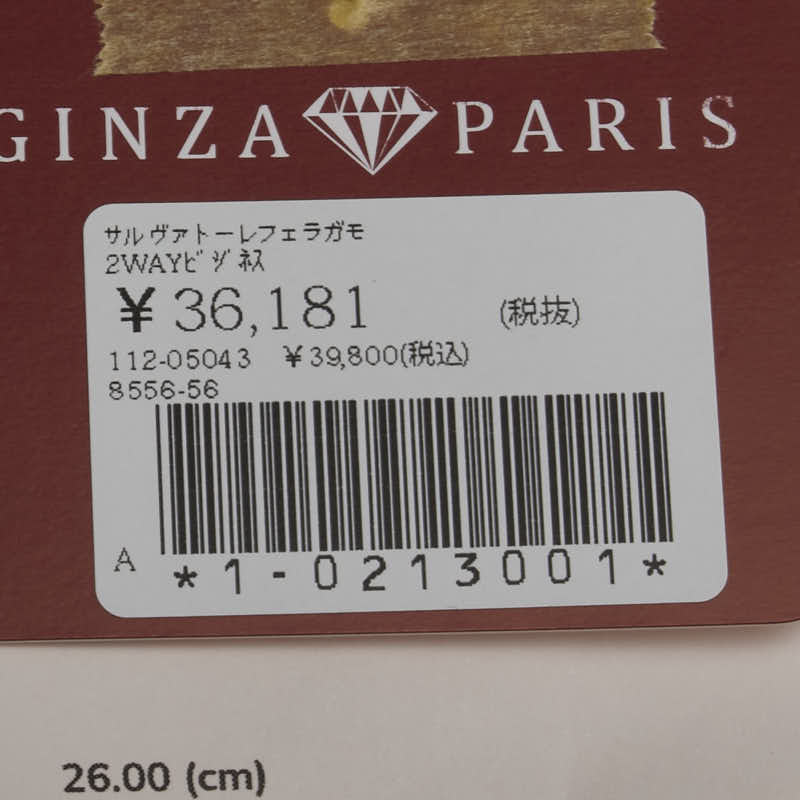 GINZA PARIS
サルヴァトーレフェラガモ
2WAYﾋﾞｼﾞﾈｽ
¥36,181 (税抜)
112-05043 ¥39,800(税込)
8556-56
A
*1-0213001*
26.00 (cm)